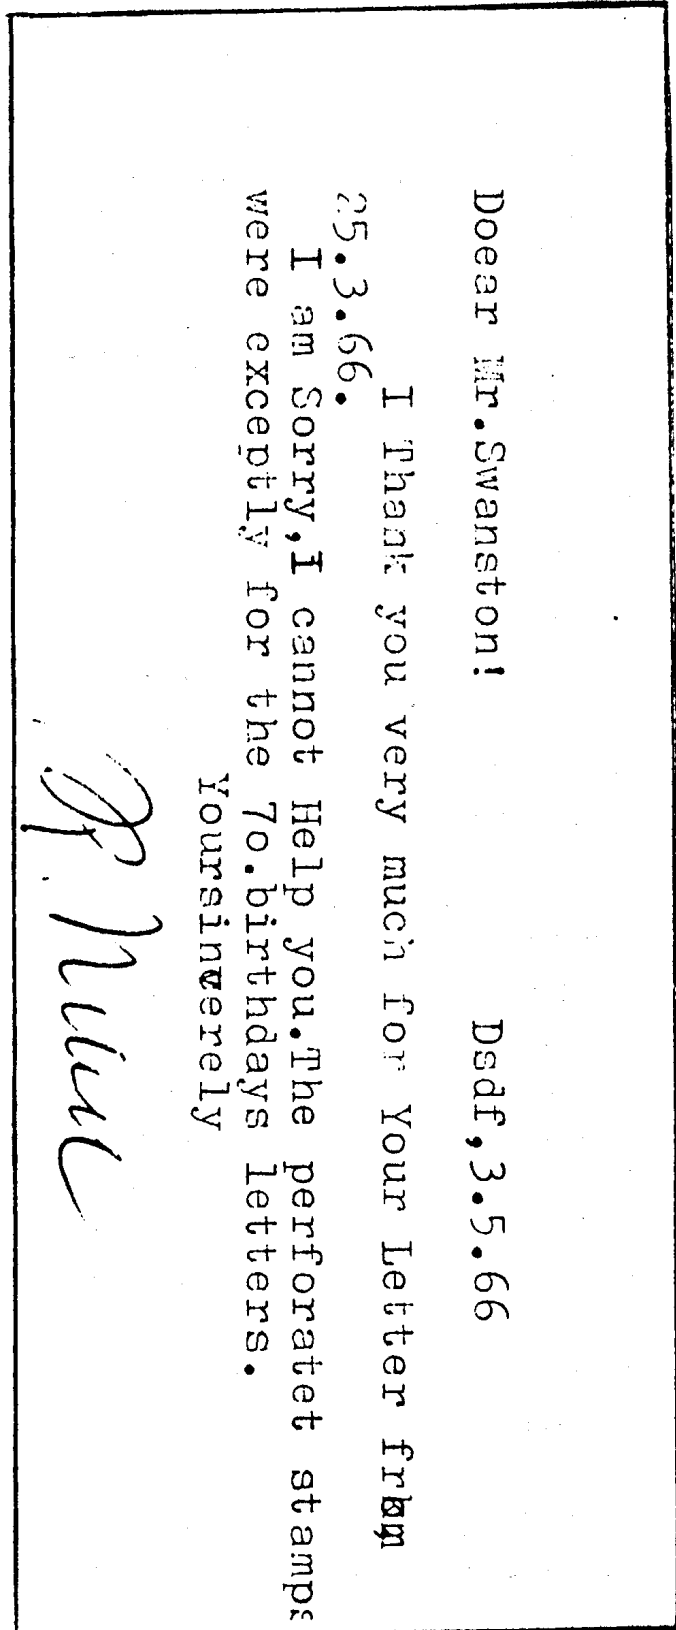 Dsdf,3.5.66
Doear Mr.Swanston!
I Thank you very much for Your Letter from
25.3.66.
I am Sorry,I cannot Help you.The perforatet stamps
were exceptly for the 7o.birthdays letters.
Yoursincerely